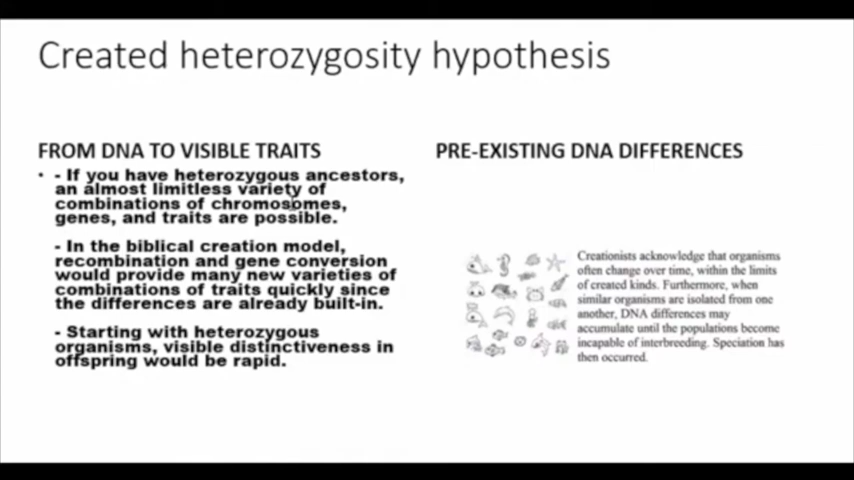 Created heterozygosity hypothesis
FROM DNA TO VISIBLE TRAITS
• - If you have heterozygous ancestors,
an almost limitless variety of
combinations of chromosomes,
genes, and traits are possible.
- In the biblical creation model,
recombination and gene conversion
would provide many new varieties of
combinations of traits quickly since
the differences are already built-in.
- Starting with heterozygous
organisms, visible distinctiveness in
offspring would be rapid.
PRE-EXISTING DNA DIFFERENCES
Creationists acknowledge that organisms
often change over time, within the limits
of created kinds. Furthermore, when
similar organisms are isolated from one
another, DNA differences may
accumulate until the populations become
incapable of interbreeding. Speciation has
then occurred.